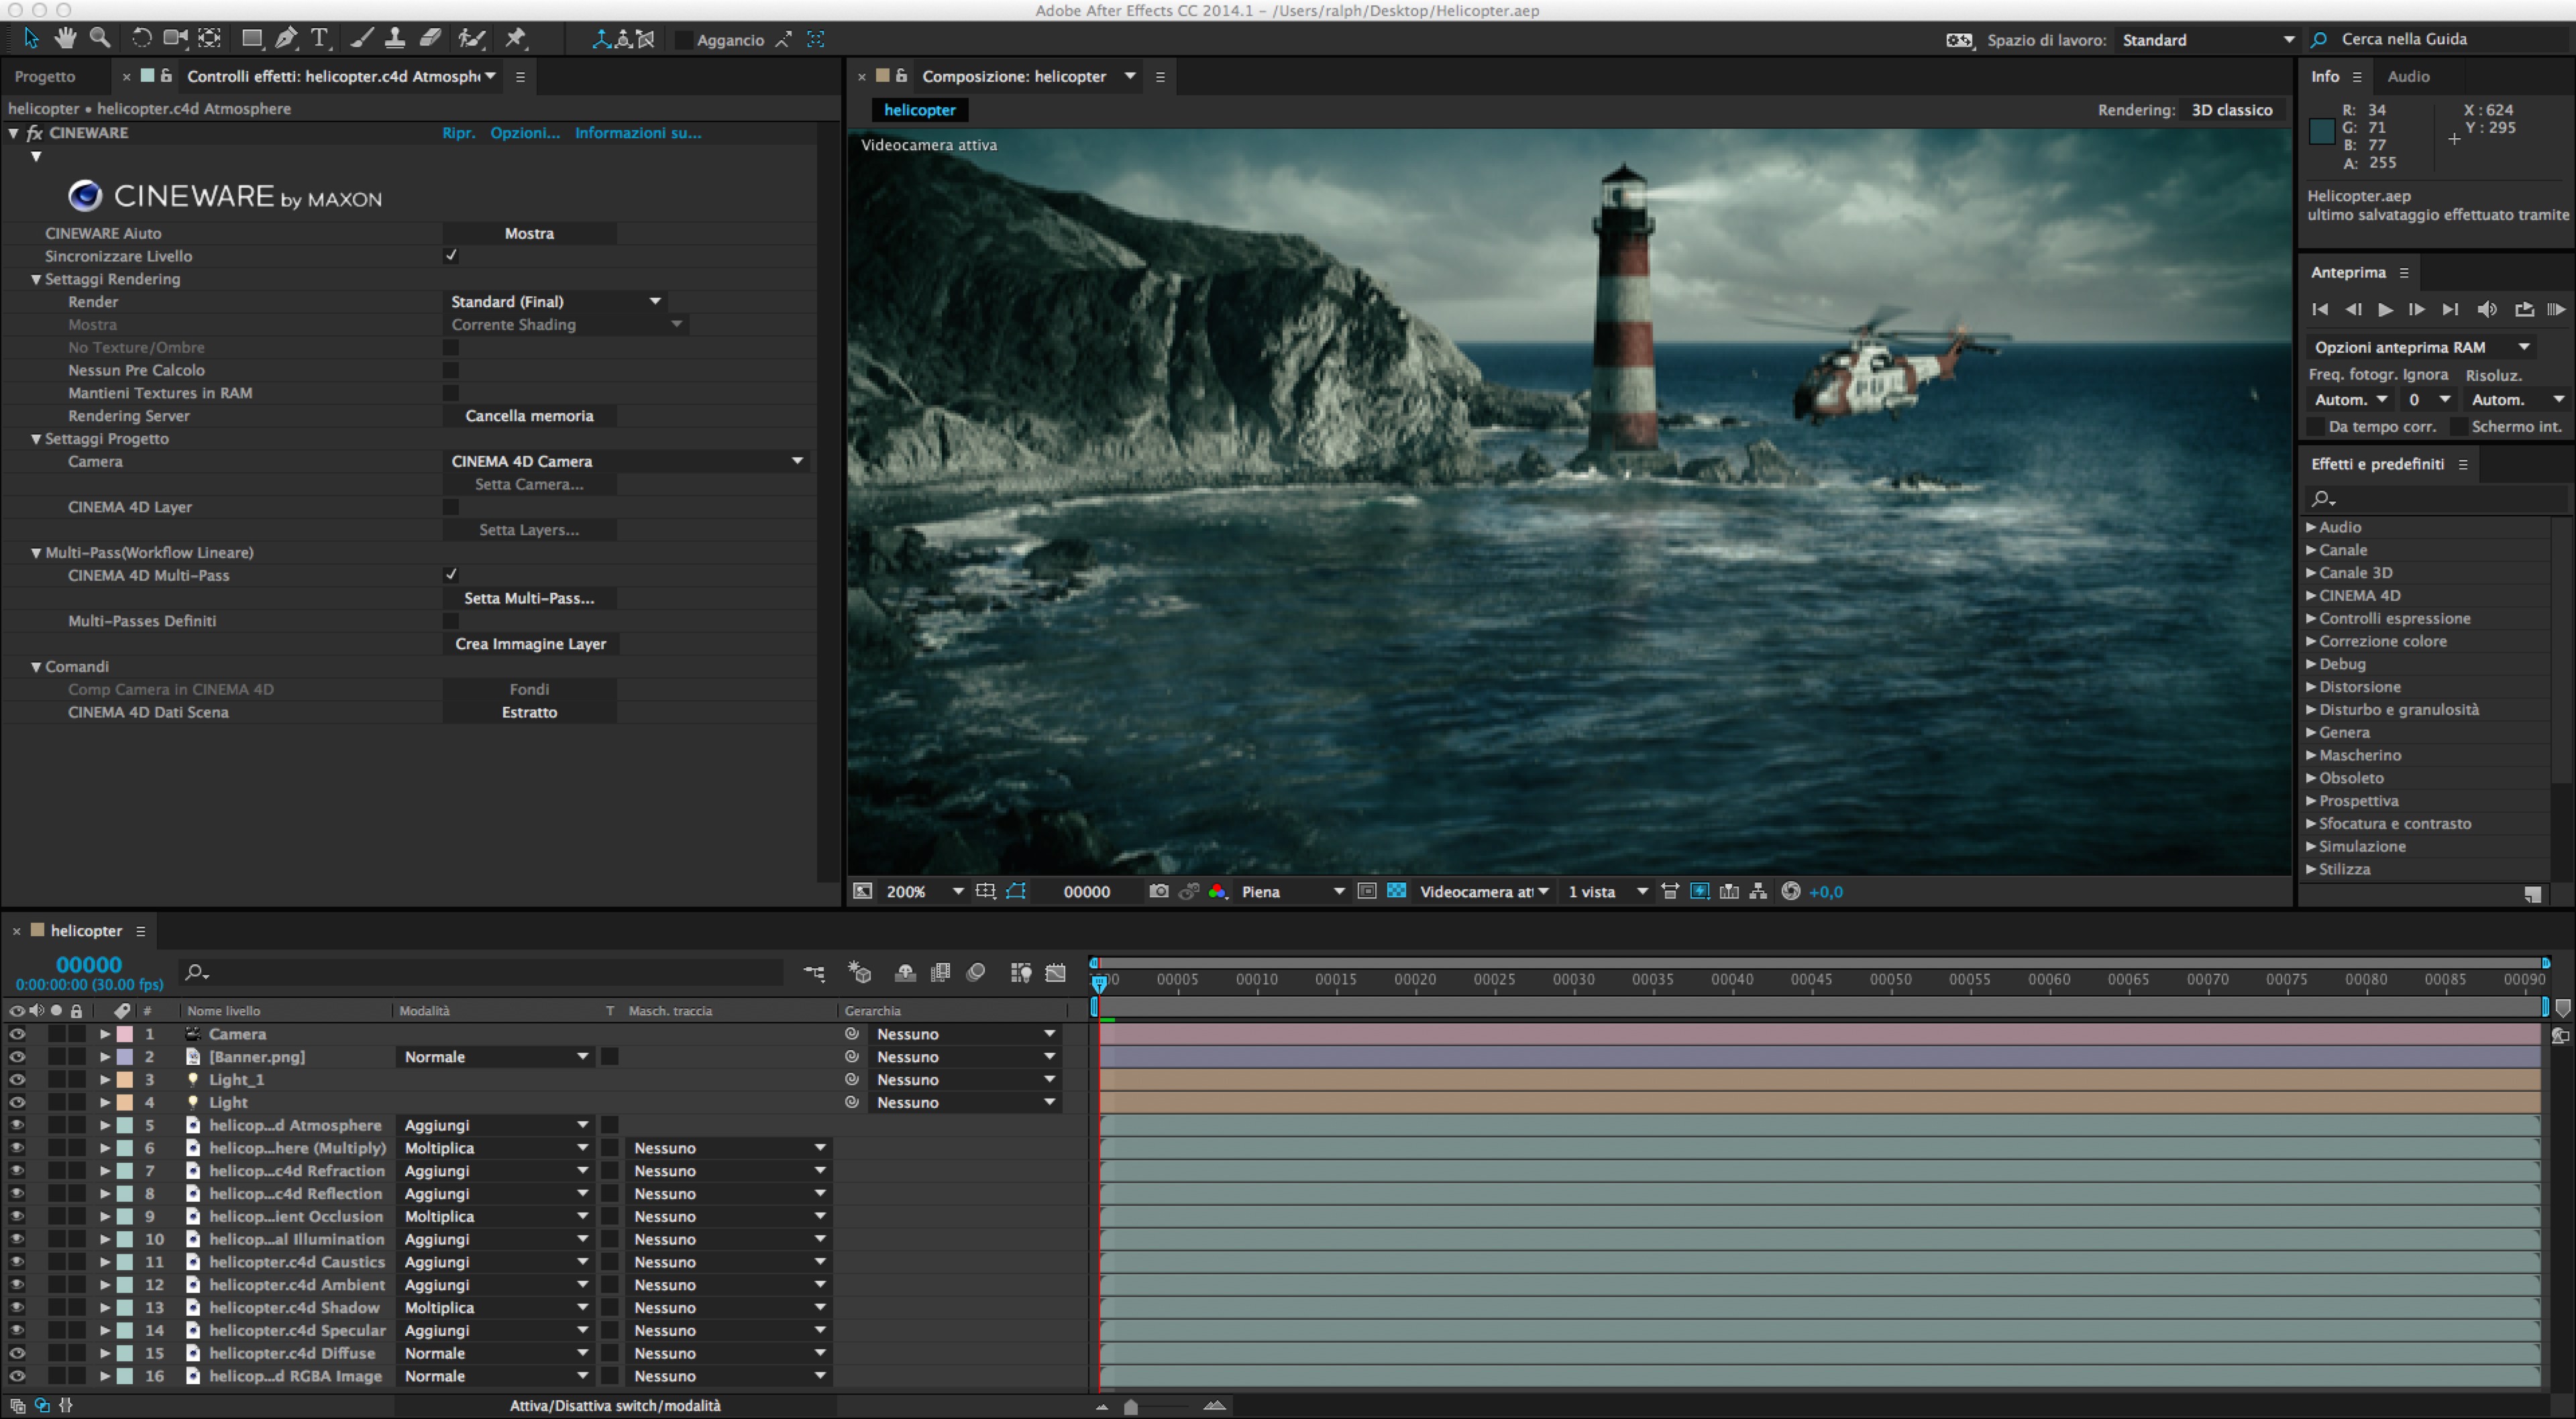 Adobe After Effects CC 2014.1 – /Users/ralph/Desktop/Helicopter.aep
Aggancio
Spazio di lavoro: Standard
Cerca nella Guida
Progetto
Controlli effetti: helicopter.c4d Atmosph
helicopter • helicopter.c4d Atmosphere
fx CINEWARE Ripr. Opzioni... Informazioni su...
CINEWARE by MAXON
CINEWARE Aiuto Mostra
Sincronizzare Livello
Settaggi Rendering
Render Standard (Final)
Mostra Corrente Shading
No Texture/Ombre
Nessun Pre Calcolo
Mantieni Textures in RAM
Rendering Server Cancella memoria
Settaggi Progetto
Camera CINEMA 4D Camera
Setta Camera...
CINEMA 4D Layer
Setta Layers...
Multi-Pass(Workflow Lineare)
CINEMA 4D Multi-Pass
Setta Multi-Pass...
Multi-Passes Definiti
Crea Immagine Layer
Comandi
Comp Camera in CINEMA 4D Fondi
CINEMA 4D Dati Scena Estratto
Composizione: helicopter
helicopter
Rendering: 3D classico
Videocamera attiva
200% 00000 Piena Videocamera att 1 vista +0,0
Info Audio
R: 34 X : 624
G: 71 Y : 295
B: 77
A: 255
Helicopter.aep
ultimo salvataggio effettuato tramite
Anteprima
Opzioni anteprima RAM
Freq. fotogr. Ignora Risoluz.
Autom. 0 Autom.
Da tempo corr. Schermo int.
Effetti e predefiniti
Audio
Canale
Canale 3D
CINEMA 4D
Controlli espressione
Correzione colore
Debug
Distorsione
Disturbo e granulosità
Genera
Mascherino
Obsoleto
Prospettiva
Sfocatura e contrasto
Simulazione
Stilizza
helicopter
00000
0:00:00:00 (30.00 fps)
00005 00010 00015 00020 00025 00030 00035 00040 00045 00050 00055 00060 00065 00070 00075 00080 00085 00090
# Nome livello Modalità T Masch. traccia Gerarchia
1 Camera Nessuno
2 [Banner.png] Normale Nessuno
3 Light_1 Nessuno
4 Light Nessuno
5 helicop...d Atmosphere Aggiungi
6 helicop...here (Multiply) Moltiplica Nessuno
7 helicop...c4d Refraction Aggiungi Nessuno
8 helicop...c4d Reflection Aggiungi Nessuno
9 helicop...ient Occlusion Moltiplica Nessuno
10 helicop...al Illumination Aggiungi Nessuno
11 helicopter.c4d Caustics Aggiungi Nessuno
12 helicopter.c4d Ambient Aggiungi Nessuno
13 helicopter.c4d Shadow Moltiplica Nessuno
14 helicopter.c4d Specular Aggiungi Nessuno
15 helicopter.c4d Diffuse Normale Nessuno
16 helicop...d RGBA Image Normale Nessuno
Attiva/Disattiva switch/modalità